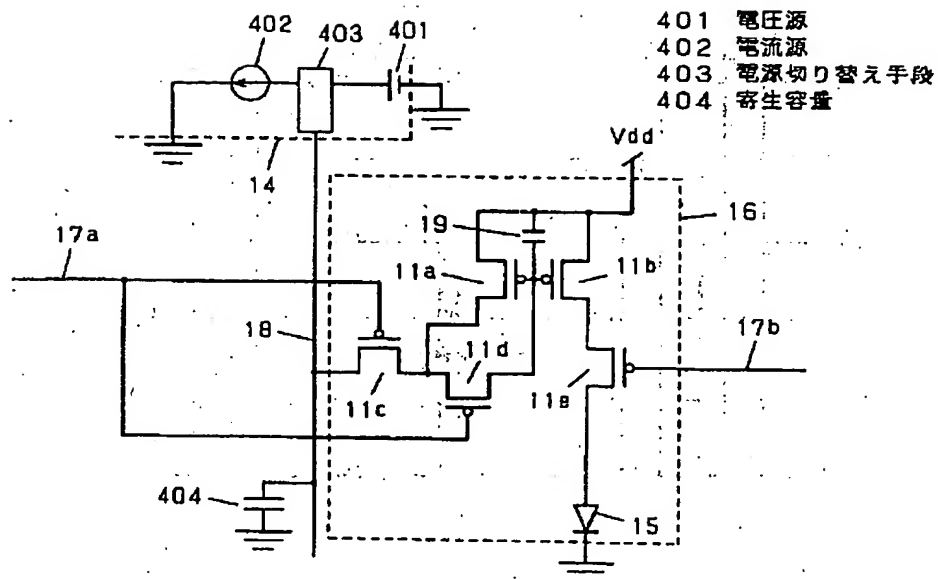 401 電圧源
402 電流源
403 電源切り替え手段
404 寄生容量
402
403
401
14
Vdd
16
17a
19
11a
11b
18
11d
17b
11c
11e
404
15